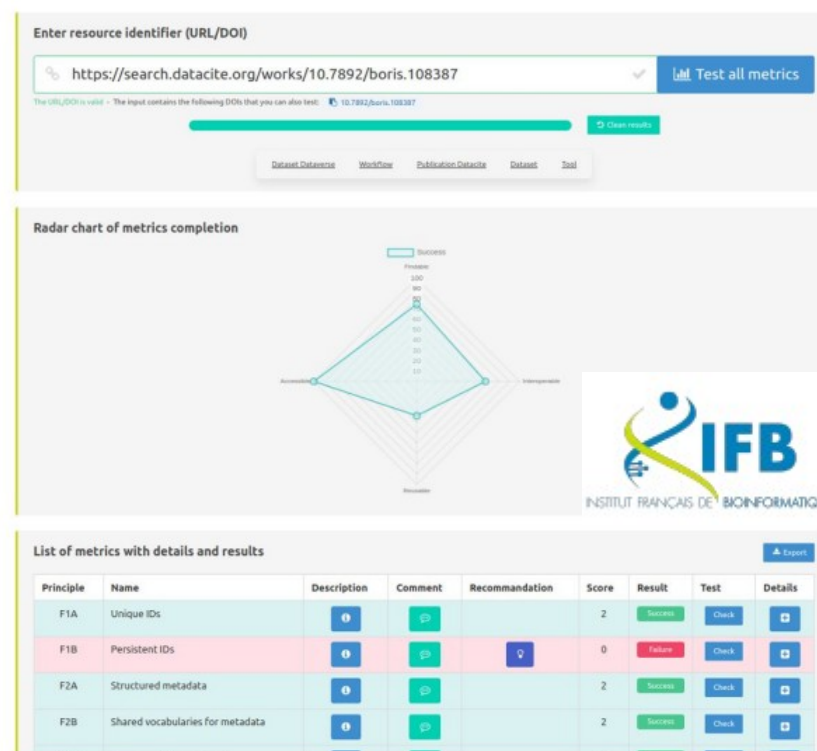 Enter resource identifier (URL/DOI)
https://search.datacite.org/works/10.7892/boris.108387
Test all metrics
The URL/DOI is valid - The input contains the following DOIs that you can also test: 10.7892/boris.108387
Clean results
Dataset Dataverse Workflow Publication Datacite Dataset Tool
Radar chart of metrics completion
Success
Findable
100
90
80
60
50
40
30
20
10
Accessible
Interoperable
Reusable
IFB
INSTITUT FRANÇAIS DE BIOINFORMATIQ
List of metrics with details and results
Export
Principle Name Description Comment Recommandation Score Result Test Details
F1A Unique IDs 2 Success Check
F1B Persistent IDs 0 Failure Check
F2A Structured metadata 2 Success Check
F2B Shared vocabularies for metadata 2 Success Check